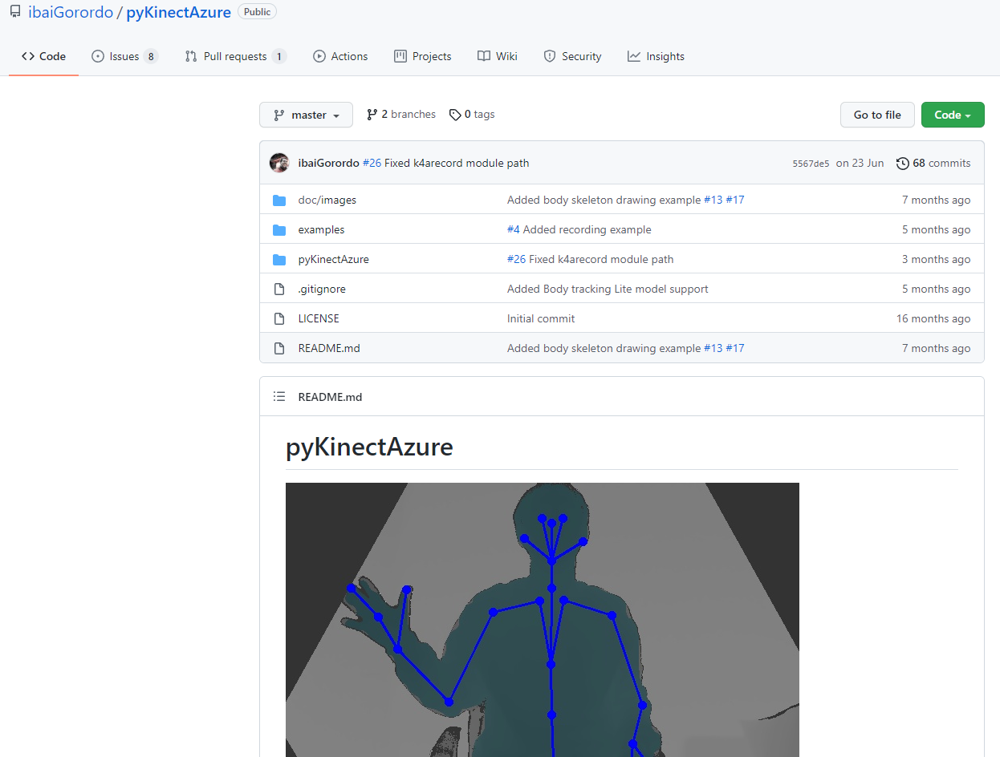 ibaiGorordo / pyKinectAzure Public
Code Issues 8 Pull requests 1 Actions Projects Wiki Security Insights
master 2 branches 0 tags Go to file Code
ibaiGorordo #26 Fixed k4arecord module path 5567de5 on 23 Jun 68 commits
doc/images Added body skeleton drawing example #13 #17 7 months ago
examples #4 Added recording example 5 months ago
pyKinectAzure #26 Fixed k4arecord module path 3 months ago
.gitignore Added Body tracking Lite model support 5 months ago
LICENSE Initial commit 16 months ago
README.md Added body skeleton drawing example #13 #17 7 months ago
README.md
pyKinectAzure